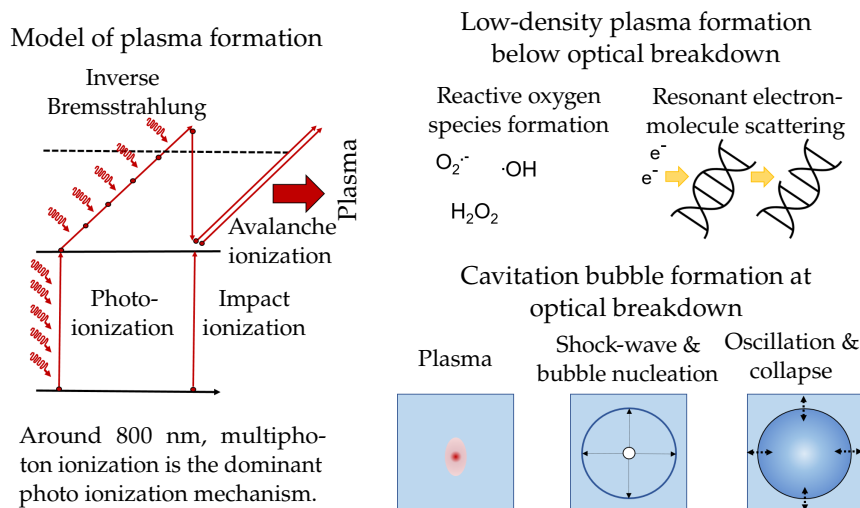 Model of plasma formation
Inverse
Bremsstrahlung
Plasma
Avalanche
ionization
Photo-
ionization
Impact
ionization
Around 800 nm, multipho-
ton ionization is the dominant
photo ionization mechanism.
Low-density plasma formation
below optical breakdown
Reactive oxygen
species formation
O₂·⁻
·OH
H₂O₂
Resonant electron-
molecule scattering
e⁻
e⁻
Cavitation bubble formation at
optical breakdown
Plasma
Shock-wave &
bubble nucleation
Oscillation &
collapse